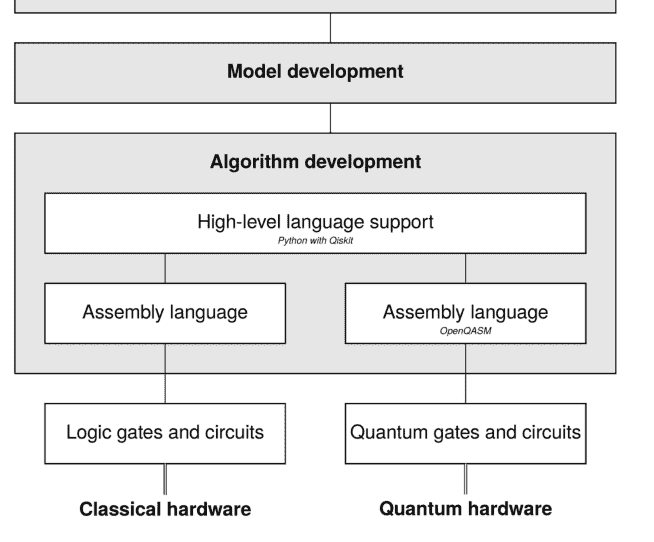 Model development
Algorithm development
High-level language support
Python with Qiskit
Assembly language
Assembly language
OpenQASM
Logic gates and circuits
Quantum gates and circuits
Classical hardware
Quantum hardware